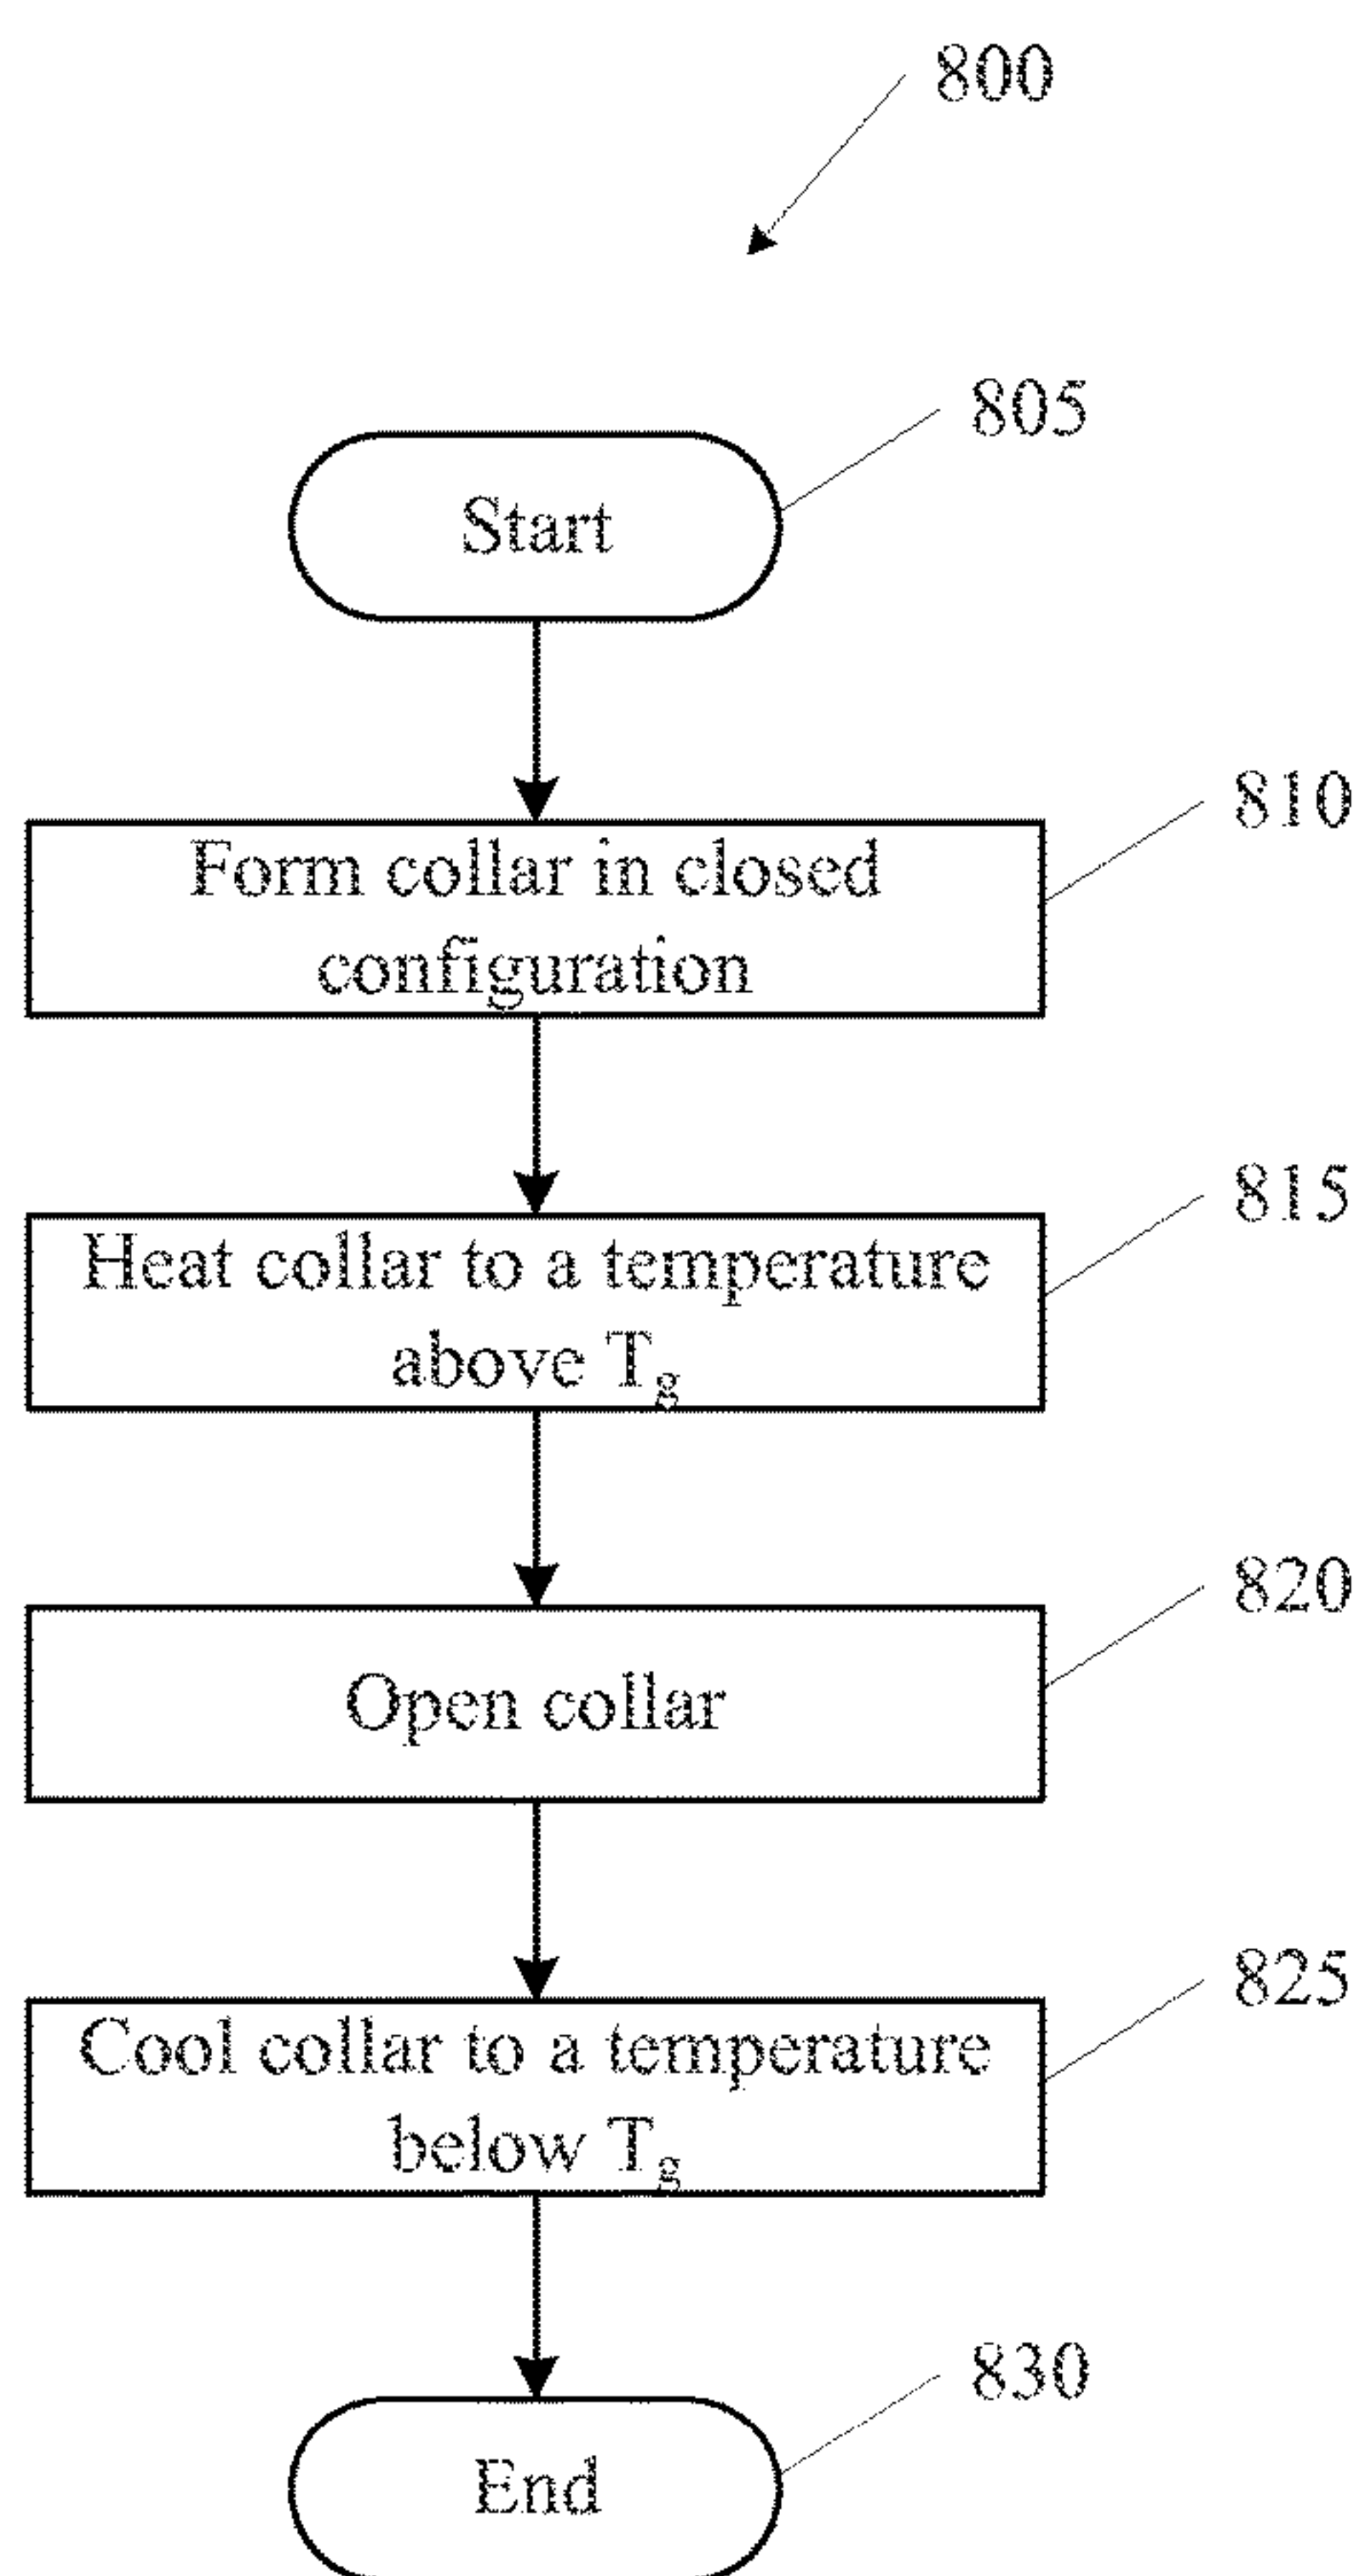 800
805
Start
810
Form collar in closed
configuration
815
Heat collar to a temperature
above Tg
820
Open collar
825
Cool collar to a temperature
below Tg
830
End